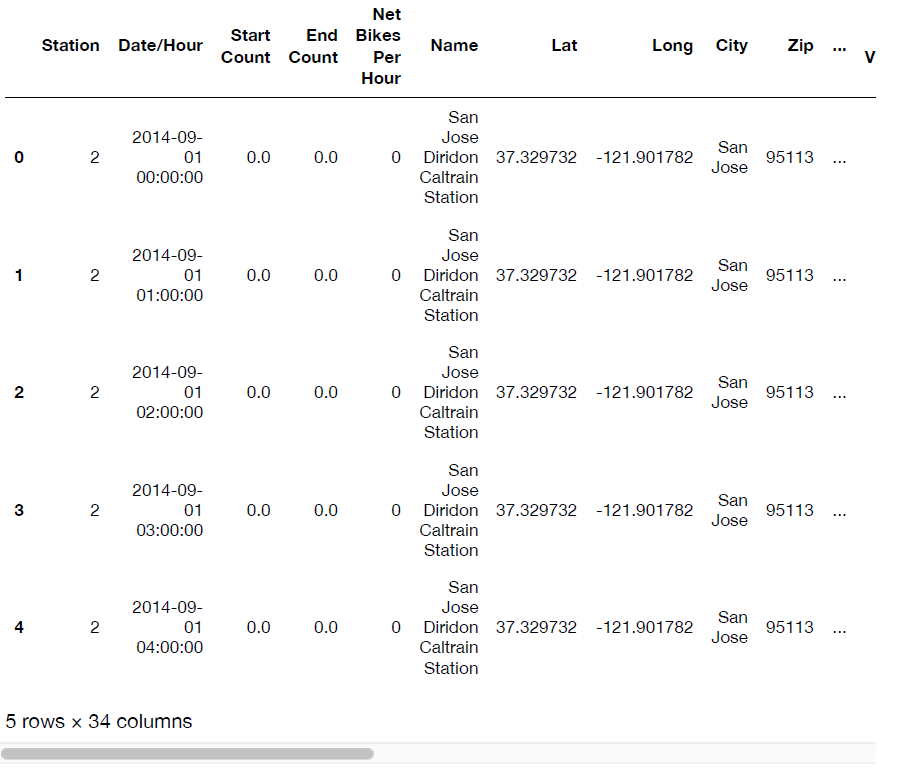 Station Date/Hour Start Count End Count Net Bikes Per Hour Name Lat Long City Zip ... V
0 2 2014-09-01 00:00:00 0.0 0.0 0 San Jose Diridon Caltrain Station 37.329732 -121.901782 San Jose 95113 ...
1 2 2014-09-01 01:00:00 0.0 0.0 0 San Jose Diridon Caltrain Station 37.329732 -121.901782 San Jose 95113 ...
2 2 2014-09-01 02:00:00 0.0 0.0 0 San Jose Diridon Caltrain Station 37.329732 -121.901782 San Jose 95113 ...
3 2 2014-09-01 03:00:00 0.0 0.0 0 San Jose Diridon Caltrain Station 37.329732 -121.901782 San Jose 95113 ...
4 2 2014-09-01 04:00:00 0.0 0.0 0 San Jose Diridon Caltrain Station 37.329732 -121.901782 San Jose 95113 ...
5 rows × 34 columns